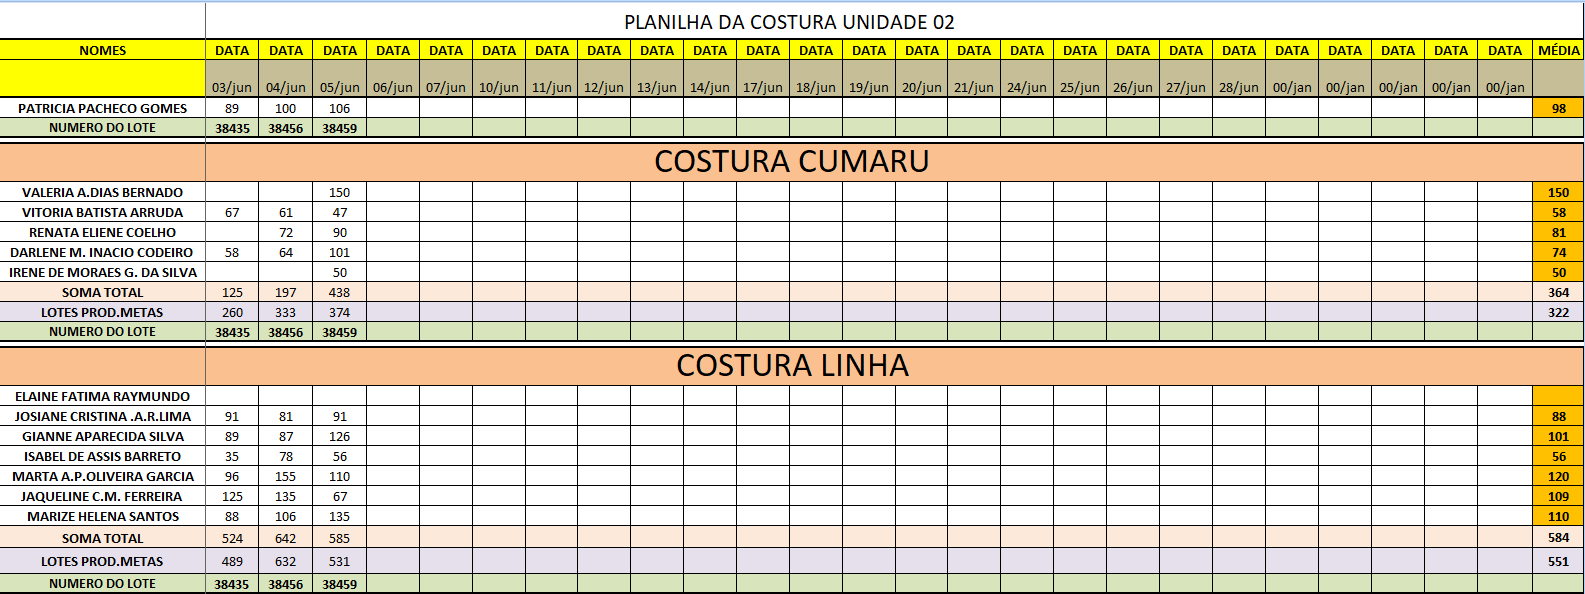 PLANILHA DA COSTURA UNIDADE 02
NOMES DATA DATA DATA DATA DATA DATA DATA DATA DATA DATA DATA DATA DATA DATA DATA DATA DATA DATA DATA DATA DATA DATA DATA DATA DATA MÉDIA
03/jun 04/jun 05/jun 06/jun 07/jun 10/jun 11/jun 12/jun 13/jun 14/jun 17/jun 18/jun 19/jun 20/jun 21/jun 24/jun 25/jun 26/jun 27/jun 28/jun 00/jan 00/jan 00/jan 00/jan 00/jan
PATRICIA PACHECO GOMES 89 100 106 98
NUMERO DO LOTE 38435 38456 38459
COSTURA CUMARU
VALERIA A.DIAS BERNADO 150 150
VITORIA BATISTA ARRUDA 67 61 47 58
RENATA ELIENE COELHO 72 90 81
DARLENE M. INACIO CODEIRO 58 64 101 74
IRENE DE MORAES G. DA SILVA 50 50
SOMA TOTAL 125 197 438 364
LOTES PROD.METAS 260 333 374 322
NUMERO DO LOTE 38435 38456 38459
COSTURA LINHA
ELAINE FATIMA RAYMUNDO
JOSIANE CRISTINA .A.R.LIMA 91 81 91 88
GIANNE APARECIDA SILVA 89 87 126 101
ISABEL DE ASSIS BARRETO 35 78 56 56
MARTA A.P.OLIVEIRA GARCIA 96 155 110 120
JAQUELINE C.M. FERREIRA 125 135 67 109
MARIZE HELENA SANTOS 88 106 135 110
SOMA TOTAL 524 642 585 584
LOTES PROD.METAS 489 632 531 551
NUMERO DO LOTE 38435 38456 38459